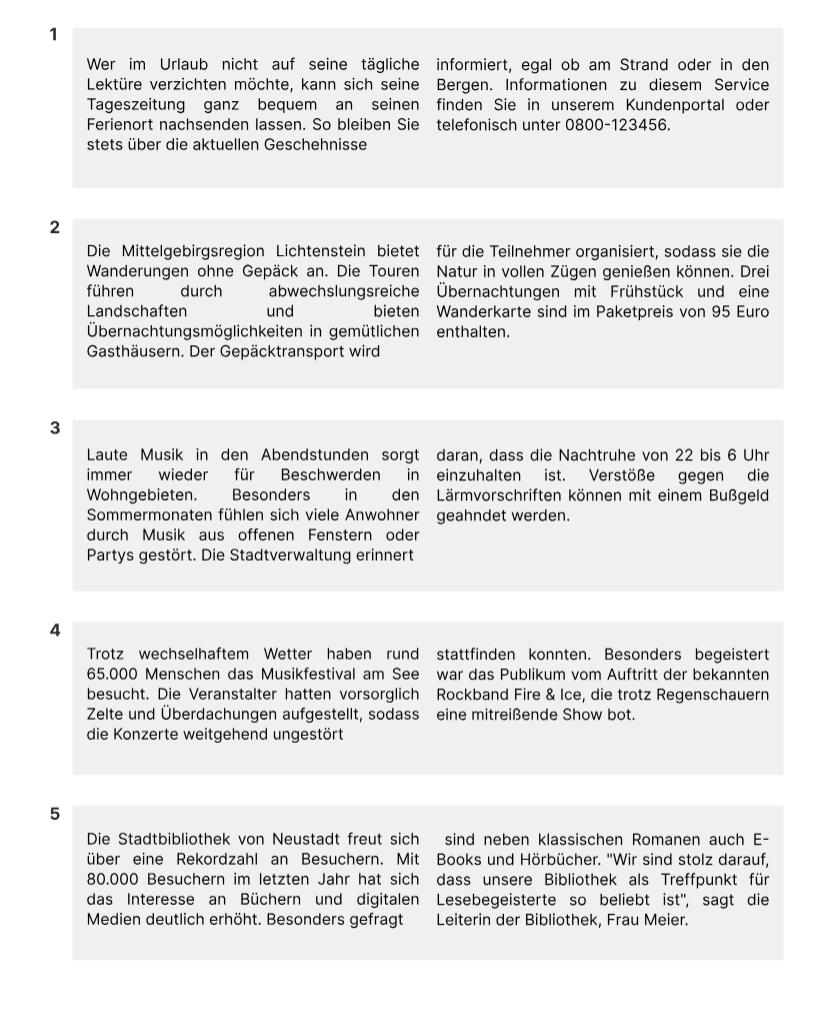 1
Wer im Urlaub nicht auf seine tägliche
Lektüre verzichten möchte, kann sich seine
Tageszeitung ganz bequem an seinen
Ferienort nachsenden lassen. So bleiben Sie
stets über die aktuellen Geschehnisse
informiert, egal ob am Strand oder in den
Bergen. Informationen zu diesem Service
finden Sie in unserem Kundenportal oder
telefonisch unter 0800-123456.
2
Die Mittelgebirgsregion Lichtenstein bietet
Wanderungen ohne Gepäck an. Die Touren
führen durch abwechslungsreiche
Landschaften und bieten
Übernachtungsmöglichkeiten in gemütlichen
Gasthäusern. Der Gepäcktransport wird
für die Teilnehmer organisiert, sodass sie die
Natur in vollen Zügen genießen können. Drei
Übernachtungen mit Frühstück und eine
Wanderkarte sind im Paketpreis von 95 Euro
enthalten.
3
Laute Musik in den Abendstunden sorgt
immer wieder für Beschwerden in
Wohngebieten. Besonders in den
Sommermonaten fühlen sich viele Anwohner
durch Musik aus offenen Fenstern oder
Partys gestört. Die Stadtverwaltung erinnert
daran, dass die Nachtruhe von 22 bis 6 Uhr
einzuhalten ist. Verstöße gegen die
Lärmvorschriften können mit einem Bußgeld
geahndet werden.
4
Trotz wechselhaftem Wetter haben rund
65.000 Menschen das Musikfestival am See
besucht. Die Veranstalter hatten vorsorglich
Zelte und Überdachungen aufgestellt, sodass
die Konzerte weitgehend ungestört
stattfinden konnten. Besonders begeistert
war das Publikum vom Auftritt der bekannten
Rockband Fire & Ice, die trotz Regenschauern
eine mitreißende Show bot.
5
Die Stadtbibliothek von Neustadt freut sich
über eine Rekordzahl an Besuchern. Mit
80.000 Besuchern im letzten Jahr hat sich
das Interesse an Büchern und digitalen
Medien deutlich erhöht. Besonders gefragt
sind neben klassischen Romanen auch E-
Books und Hörbücher. "Wir sind stolz darauf,
dass unsere Bibliothek als Treffpunkt für
Lesebegeisterte so beliebt ist", sagt die
Leiterin der Bibliothek, Frau Meier.